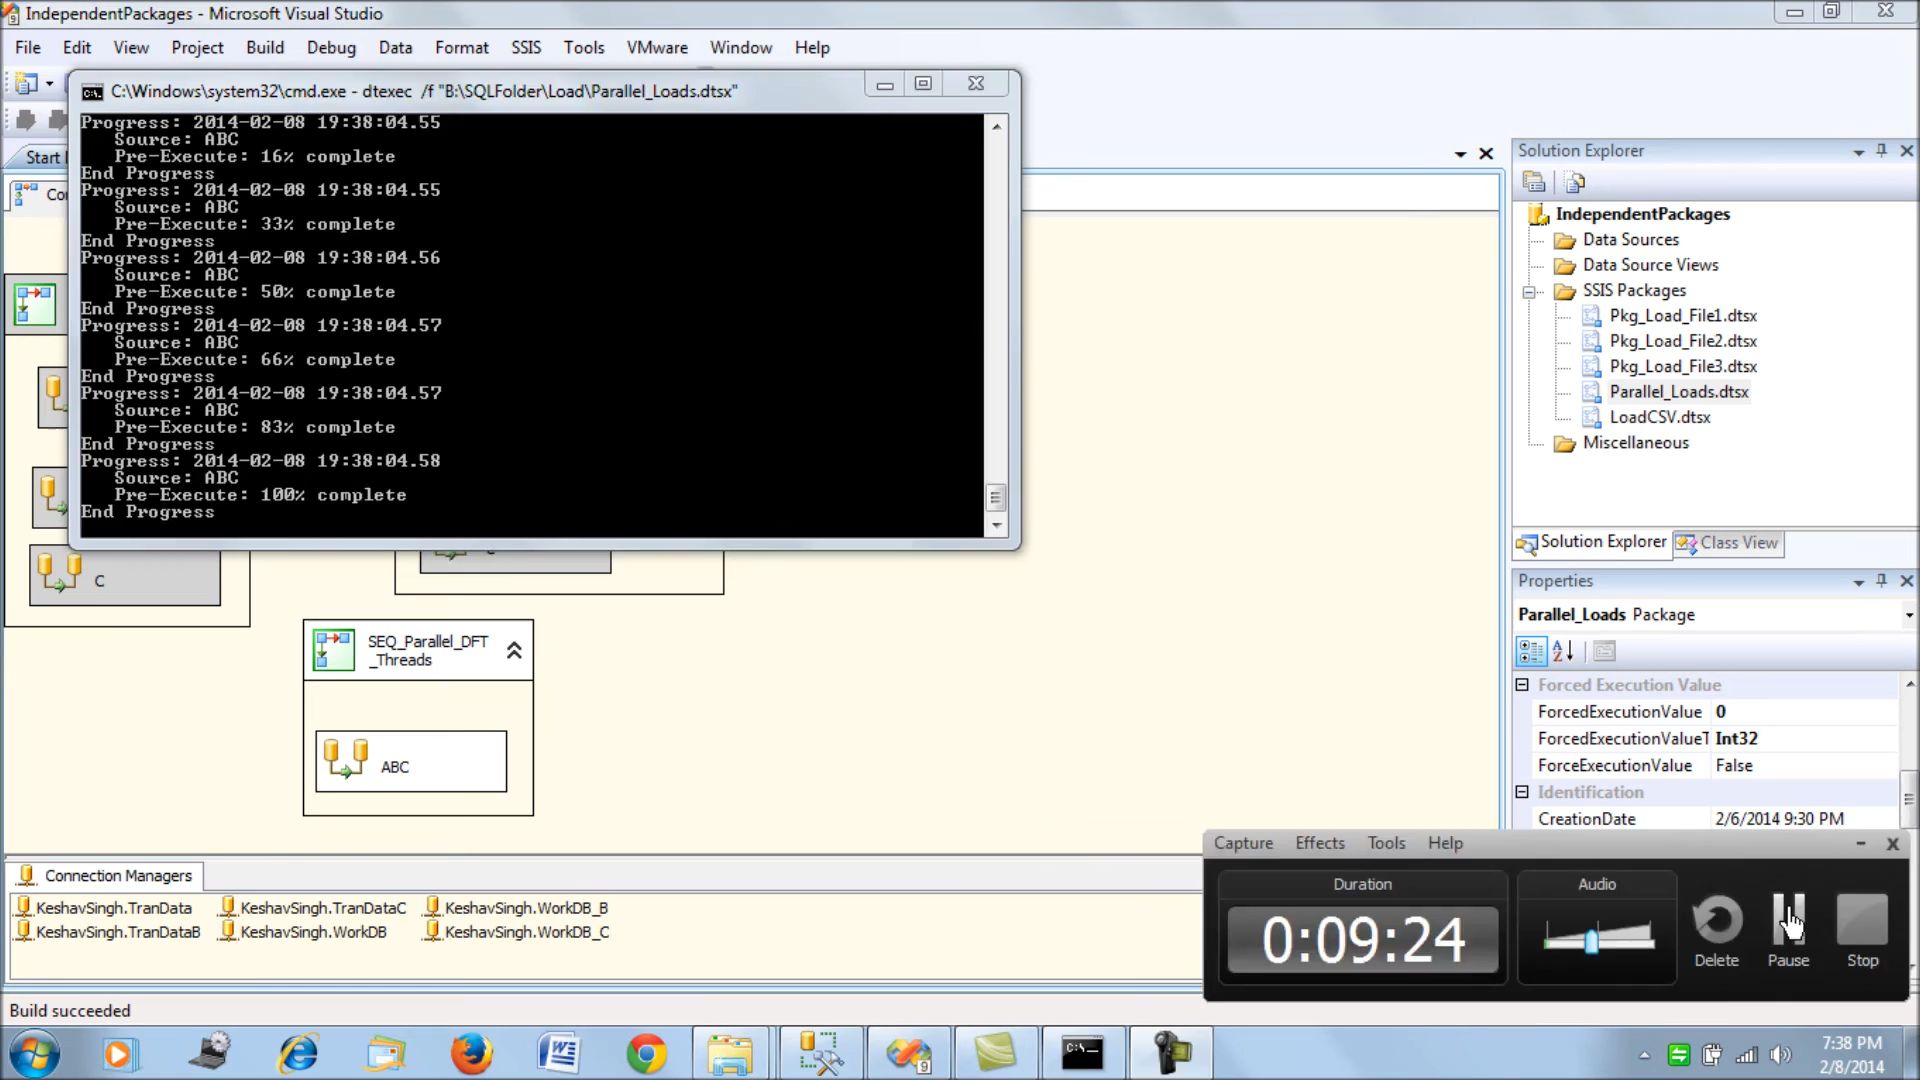 IndependentPackages - Microsoft Visual Studio
File Edit View Project Build Debug Data Format SSIS Tools VMware Window Help
C:\Windows\system32\cmd.exe - dtexec /f "B:\SQLFolder\Load\Parallel_Loads.dtsx"
Progress: 2014-02-08 19:38:04.55
Source: ABC
Pre-Execute: 16% complete
End Progress
Progress: 2014-02-08 19:38:04.55
Source: ABC
Pre-Execute: 33% complete
End Progress
Progress: 2014-02-08 19:38:04.56
Source: ABC
Pre-Execute: 50% complete
End Progress
Progress: 2014-02-08 19:38:04.57
Source: ABC
Pre-Execute: 66% complete
End Progress
Progress: 2014-02-08 19:38:04.57
Source: ABC
Pre-Execute: 83% complete
End Progress
Progress: 2014-02-08 19:38:04.58
Source: ABC
Pre-Execute: 100% complete
End Progress
Start
Co
C
SEQ_Parallel_DFT
_Threads
ABC
Solution Explorer
IndependentPackages
Data Sources
Data Source Views
SSIS Packages
Pkg_Load_File1.dtsx
Pkg_Load_File2.dtsx
Pkg_Load_File3.dtsx
Parallel_Loads.dtsx
LoadCSV.dtsx
Miscellaneous
Solution Explorer Class View
Properties
Parallel_Loads Package
Forced Execution Value
ForcedExecutionValue 0
ForcedExecutionValueT Int32
ForceExecutionValue False
Identification
CreationDate 2/6/2014 9:30 PM
Capture Effects Tools Help
Duration
0:09:24
Audio
Delete Pause Stop
Connection Managers
KeshavSingh.TranData KeshavSingh.TranDataC KeshavSingh.WorkDB_B
KeshavSingh.TranDataB KeshavSingh.WorkDB KeshavSingh.WorkDB_C
Build succeeded
7:38 PM
2/8/2014